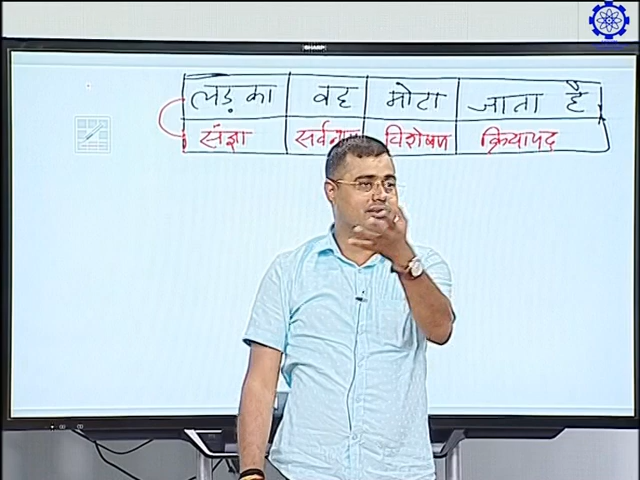 SHARP
लड़का वह मोटा जाता है
संज्ञा विशेषण क्रियापद